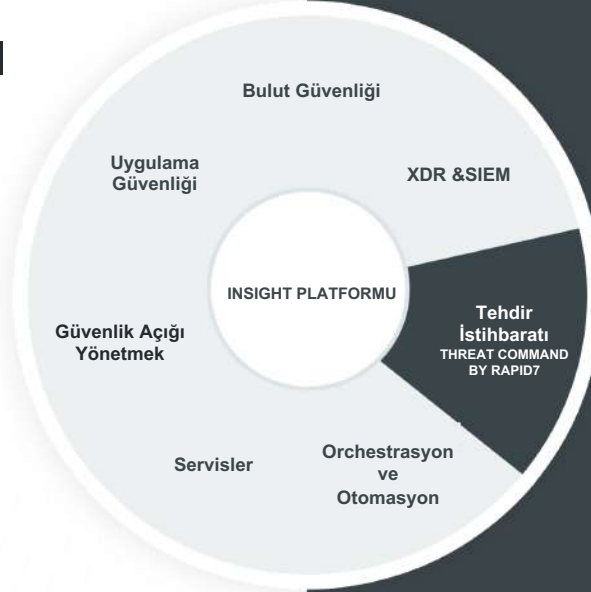 Bulut Güvenliği
Uygulama
Güvenliği
XDR &SIEM
INSIGHT PLATFORMU
Tehdir
İstihbaratı
THREAT COMMAND
BY RAPID7
Güvenlik Açığı
Yönetmek
Servisler
Orchestrasyon
ve
Otomasyon